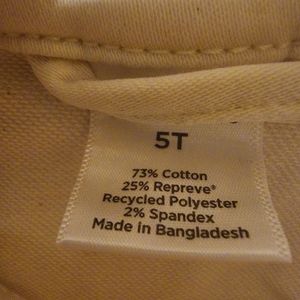 5T
73% Cotton
25% Repreve®
Recycled Polyester
2% Spandex
Made in Bangladesh